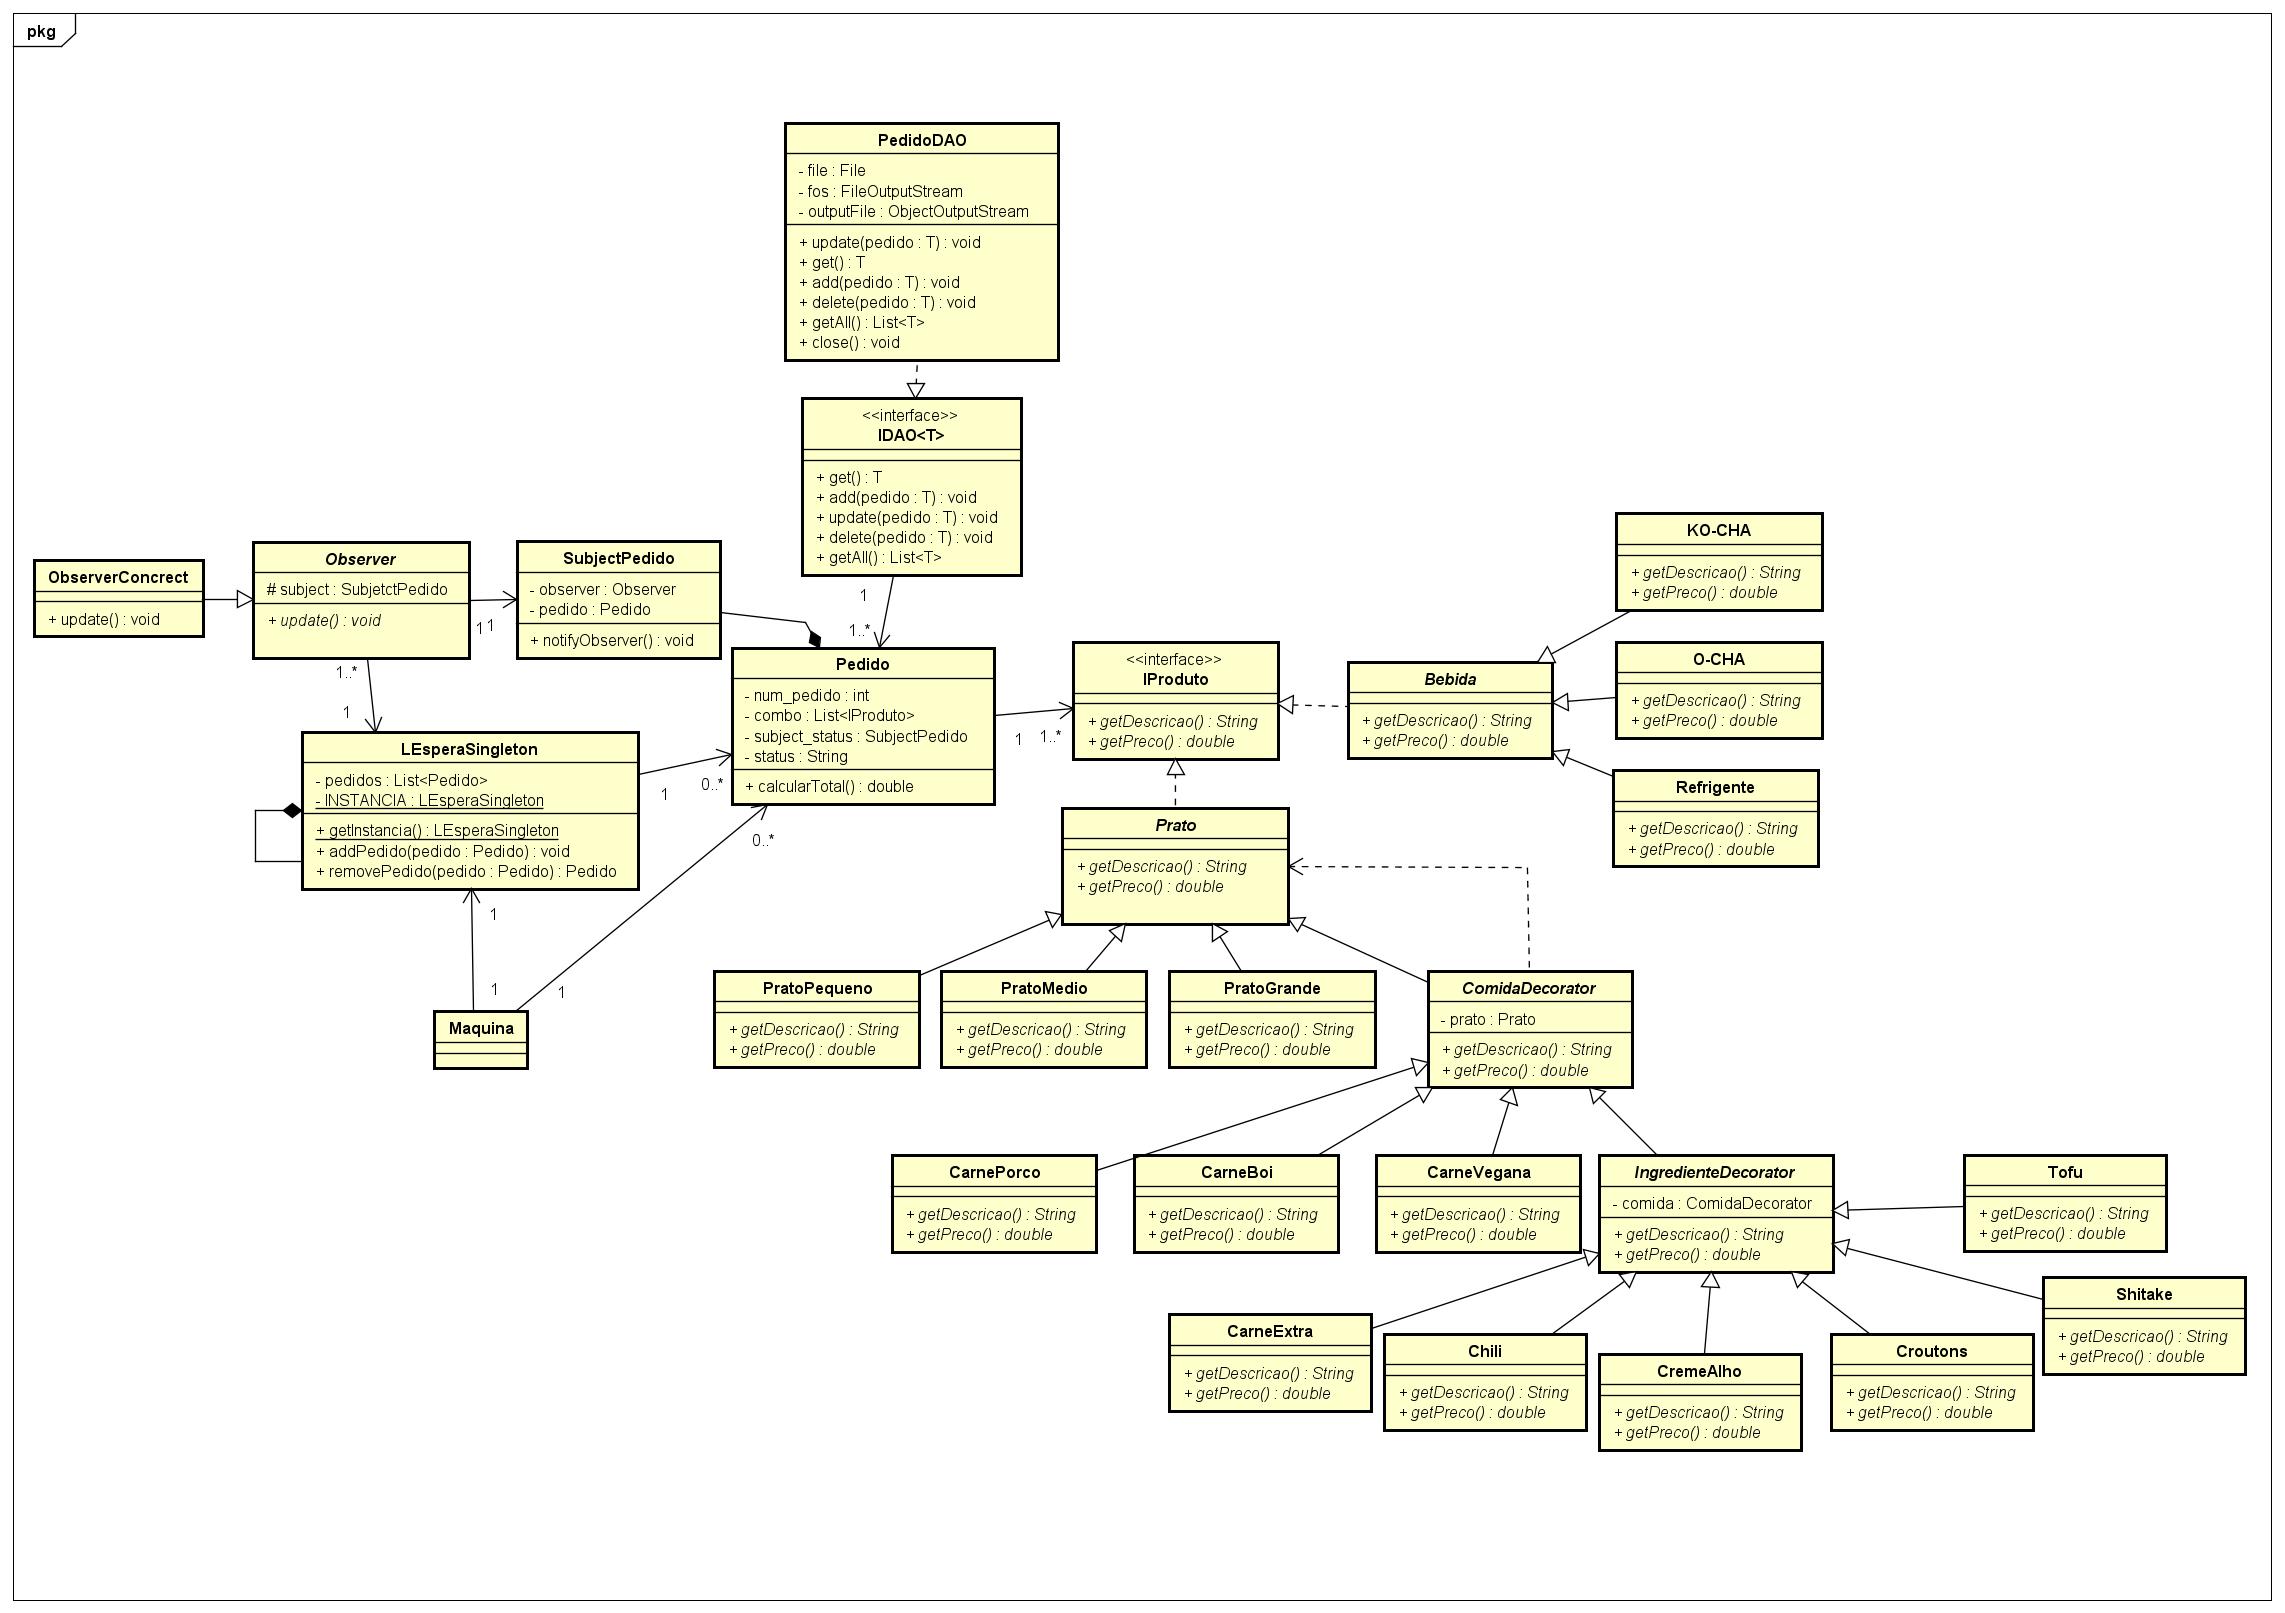 pkg
PedidoDAO
- file : File
- fos : FileOutputStream
- outputFile : ObjectOutputStream
+ update(pedido : T) : void
+ get() : T
+ add(pedido : T) : void
+ delete(pedido : T) : void
+ getAll() : List<T>
+ close() : void
<<interface>>
IDAO<T>
+ get() : T
+ add(pedido : T) : void
+ update(pedido : T) : void
+ delete(pedido : T) : void
+ getAll() : List<T>
1
1..*
ObserverConcrect
+ update() : void
Observer
# subject : SubjetctPedido
+ update() : void
1
1
1..*
1
SubjectPedido
- observer : Observer
- pedido : Pedido
+ notifyObserver() : void
Pedido
- num_pedido : int
- combo : List<IProduto>
- subject_status : SubjectPedido
- status : String
+ calcularTotal() : double
1
1..*
<<interface>>
IProduto
+ getDescricao() : String
+ getPreco() : double
Bebida
+ getDescricao() : String
+ getPreco() : double
KO-CHA
+ getDescricao() : String
+ getPreco() : double
O-CHA
+ getDescricao() : String
+ getPreco() : double
Refrigente
+ getDescricao() : String
+ getPreco() : double
LEsperaSingleton
- pedidos : List<Pedido>
- INSTANCIA : LEsperaSingleton
+ getInstancia() : LEsperaSingleton
+ addPedido(pedido : Pedido) : void
+ removePedido(pedido : Pedido) : Pedido
1
0..*
0..*
1
1
1
Maquina
Prato
+ getDescricao() : String
+ getPreco() : double
PratoPequeno
+ getDescricao() : String
+ getPreco() : double
PratoMedio
+ getDescricao() : String
+ getPreco() : double
PratoGrande
+ getDescricao() : String
+ getPreco() : double
ComidaDecorator
- prato : Prato
+ getDescricao() : String
+ getPreco() : double
CarnePorco
+ getDescricao() : String
+ getPreco() : double
CarneBoi
+ getDescricao() : String
+ getPreco() : double
CarneVegana
+ getDescricao() : String
+ getPreco() : double
IngredienteDecorator
- comida : ComidaDecorator
+ getDescricao() : String
+ getPreco() : double
Tofu
+ getDescricao() : String
+ getPreco() : double
Shitake
+ getDescricao() : String
+ getPreco() : double
CarneExtra
+ getDescricao() : String
+ getPreco() : double
Chili
+ getDescricao() : String
+ getPreco() : double
CremeAlho
+ getDescricao() : String
+ getPreco() : double
Croutons
+ getDescricao() : String
+ getPreco() : double